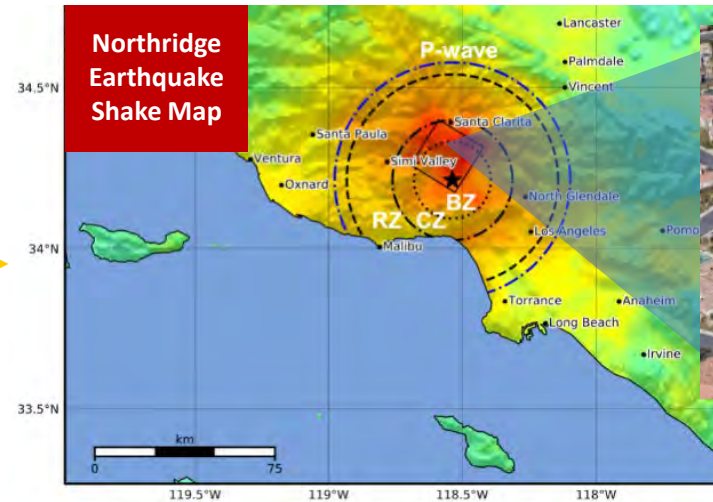 Northridge
Earthquake
Shake Map
P-wave
Lancaster
Palmdale
Vincent
34.5°N
Santa Clarita
Santa Paula
Ventura
Simi Valley
Oxnard
North Glendale
BZ
RZ CZ
Los Angeles
Pomo
34°N
Malibu
Torrance
Anaheim
Long Beach
Irvine
33.5°N
km
0 75
119.5°W 119°W 118.5°W 118°W